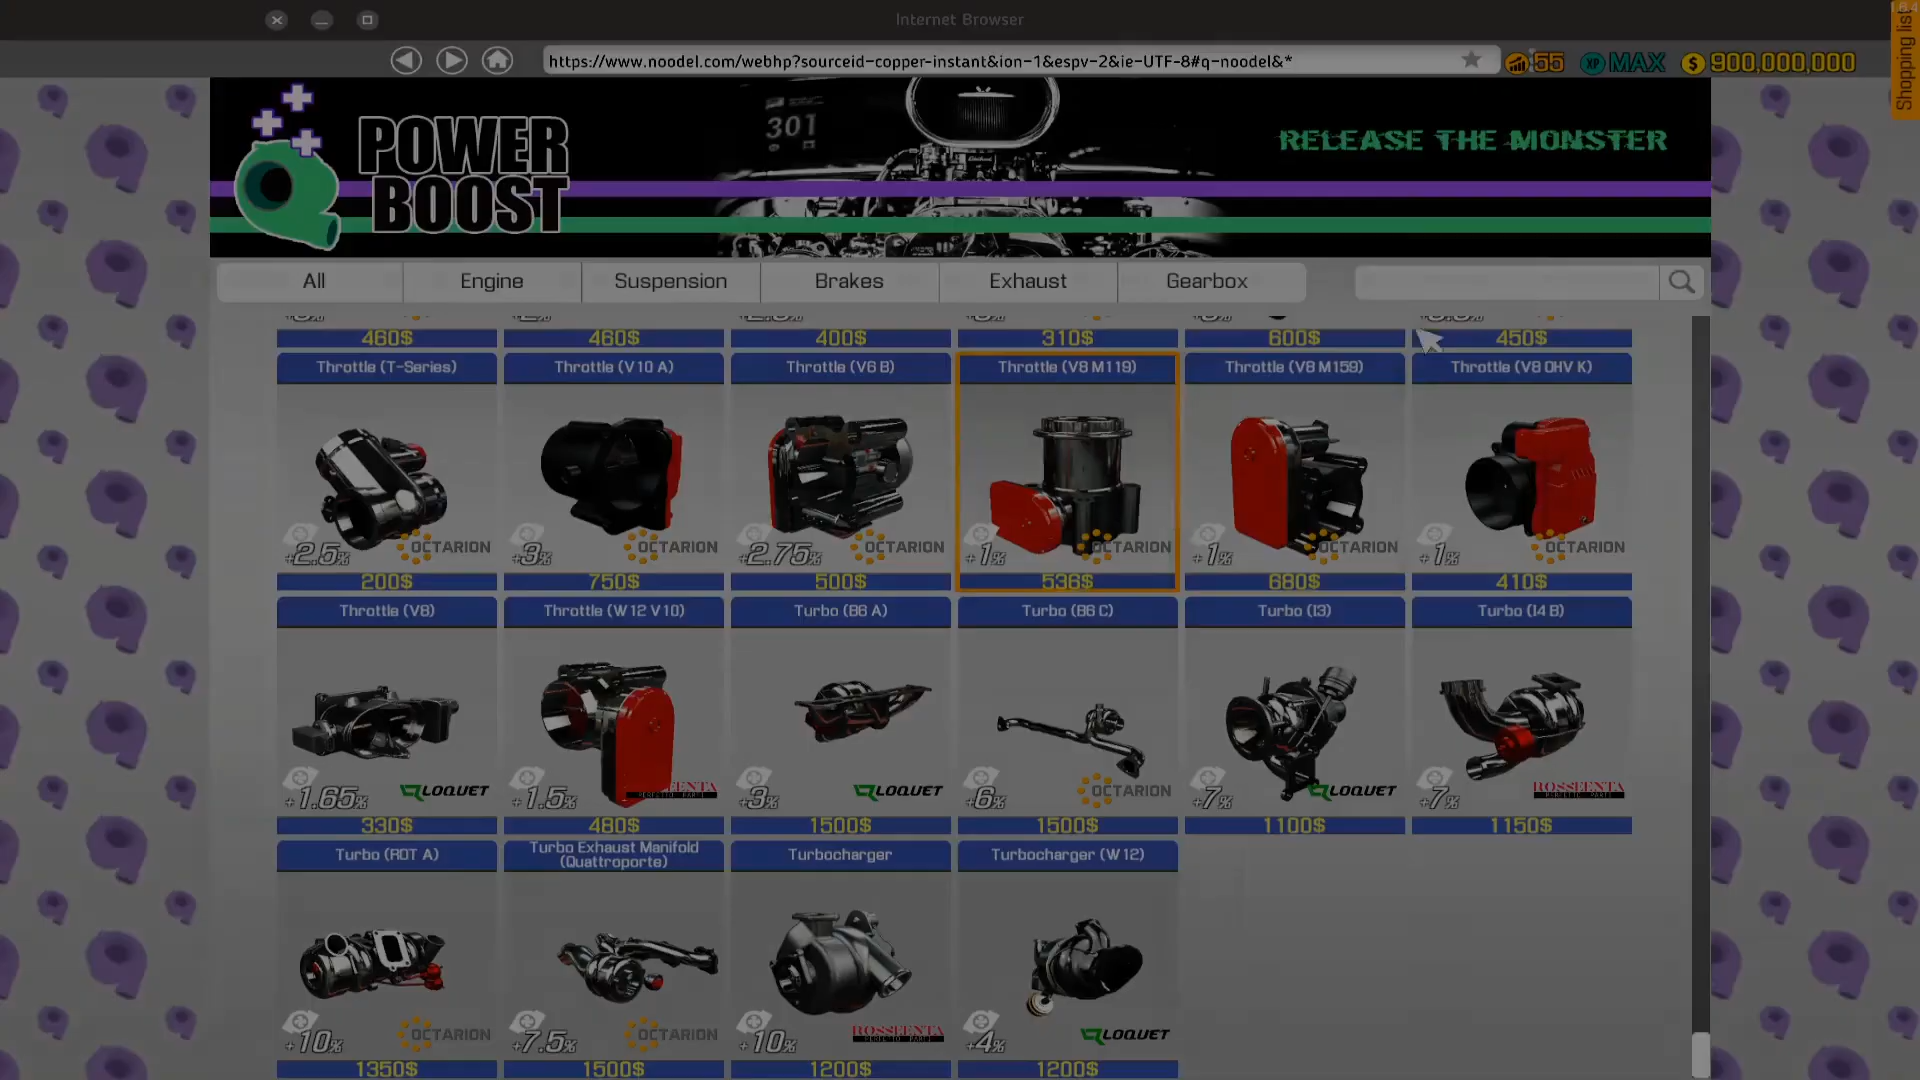 Internet Browser
1.6.4
https://www.noodel.com/webhp?sourceid-copper-instant&ion-1&espv-2&ie-UTF-8#q-noodel&*
55
XP MAX
$ 900,000,000
Shopping list
POWER
BOOST
301
RELEASE THE MONSTER
All
Engine
Suspension
Brakes
Exhaust
Gearbox
460$
460$
400$
310$
600$
450$
Throttle (T-Series)
Throttle (V10 A)
Throttle (V6 B)
Throttle (V8 M119)
Throttle (V8 M159)
Throttle (V8 OHV K)
+2.5% OCTARION
+3% OCTARION
+2.75% OCTARION
+1% OCTARION
+1% OCTARION
+1% OCTARION
200$
750$
500$
536$
680$
410$
Throttle (V8)
Throttle (W12 V10)
Turbo (B6 A)
Turbo (B6 C)
Turbo (I3)
Turbo (I4 B)
+1.65% LOQUET
+1.5%
+3% LOQUET
+6% OCTARION
+7% LOQUET
+7% ROSSFENTA
330$
480$
1500$
1500$
1100$
1150$
Turbo (ROT A)
Turbo Exhaust Manifold
(Quattroporte)
Turbocharger
Turbocharger (W12)
+10% OCTARION
+7.5% OCTARION
+10% ROSSFENTA
+4% LOQUET
1350$
1500$
1200$
1200$